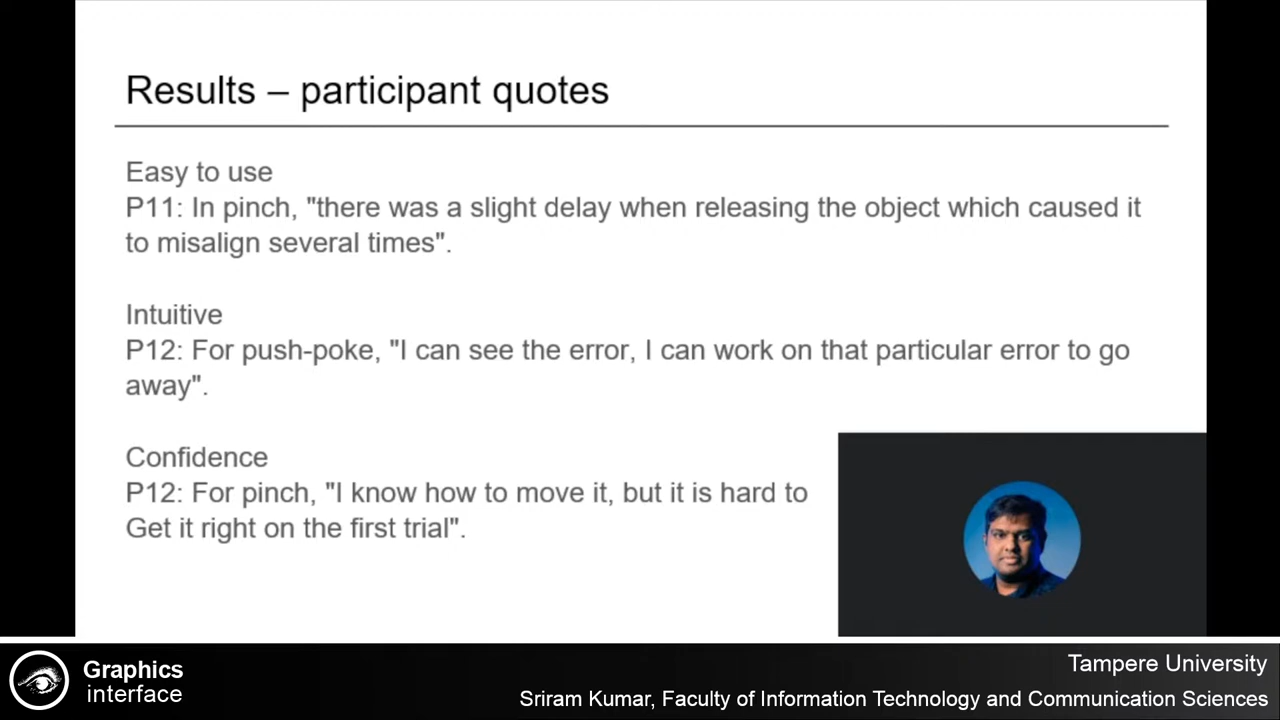 Results – participant quotes
Easy to use
P11: In pinch, "there was a slight delay when releasing the object which caused it
to misalign several times".
Intuitive
P12: For push-poke, "I can see the error, I can work on that particular error to go
away".
Confidence
P12: For pinch, "I know how to move it, but it is hard to
Get it right on the first trial".
Graphics
interface
Tampere University
Sriram Kumar, Faculty of Information Technology and Communication Sciences